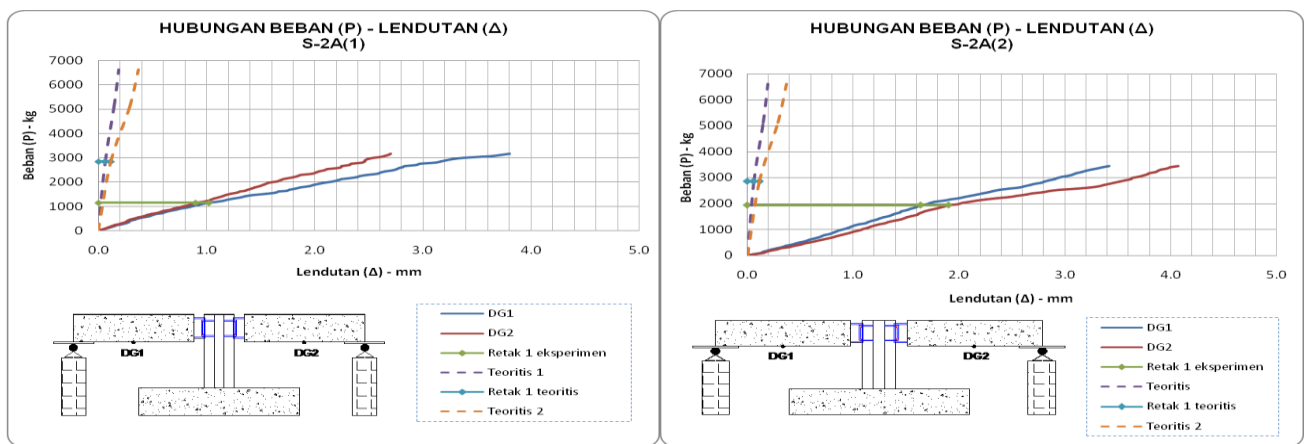 HUBUNGAN BEBAN (P) - LENDUTAN (Δ)
S-2A(1)
Beban (P) - kg
7000
6000
5000
4000
3000
2000
1000
0
0.0 1.0 2.0 3.0 4.0 5.0
Lendutan (Δ) - mm
DG1
DG2
DG1
DG2
Retak 1 eksperimen
Teoritis 1
Retak 1 teoritis
Teoritis 2
HUBUNGAN BEBAN (P) - LENDUTAN (Δ)
S-2A(2)
Beban (P) - kg
7000
6000
5000
4000
3000
2000
1000
0
0.0 1.0 2.0 3.0 4.0 5.0
Lendutan (Δ) - mm
DG1
DG2
DG1
DG2
Retak 1 eksperimen
Teoritis
Retak 1 teoritis
Teoritis 2